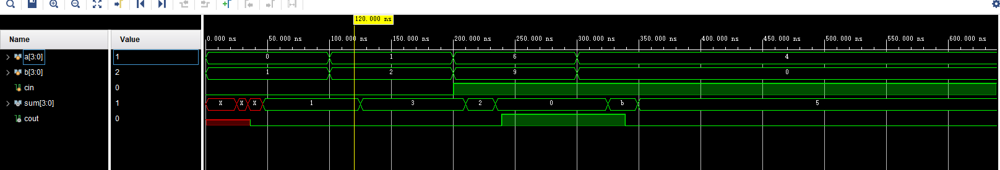 120.000 ns
Name Value
0.000 ns 50.000 ns 100.000 ns 150.000 ns 200.000 ns 250.000 ns 300.000 ns 350.000 ns 400.000 ns 450.000 ns 500.000 ns 550.000 ns 600.000 ns
a[3:0] 1 0 1 6 4
b[3:0] 2 1 2 9 0
cin 0
sum[3:0] 1 X X X 1 3 2 0 b 5
cout 0